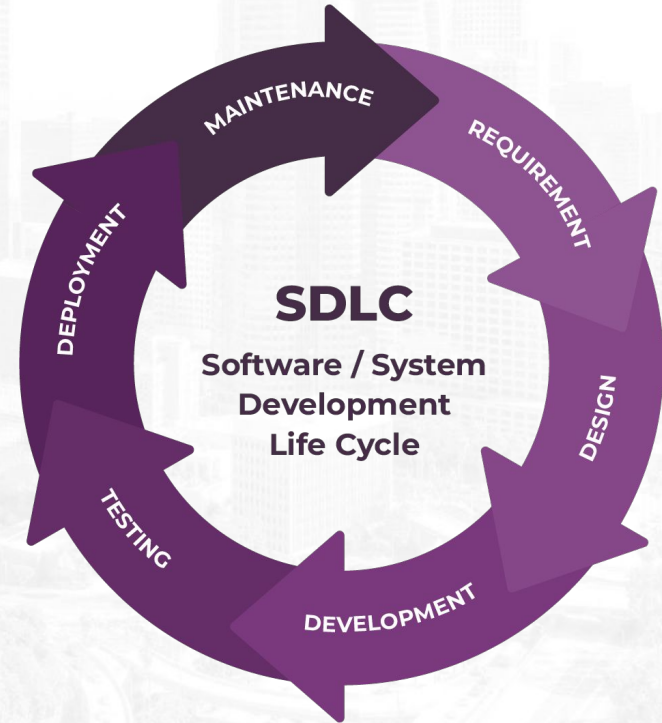 MAINTENANCE
REQUIREMENT
DESIGN
DEVELOPMENT
TESTING
DEPLOYMENT
SDLC
Software / System
Development
Life Cycle